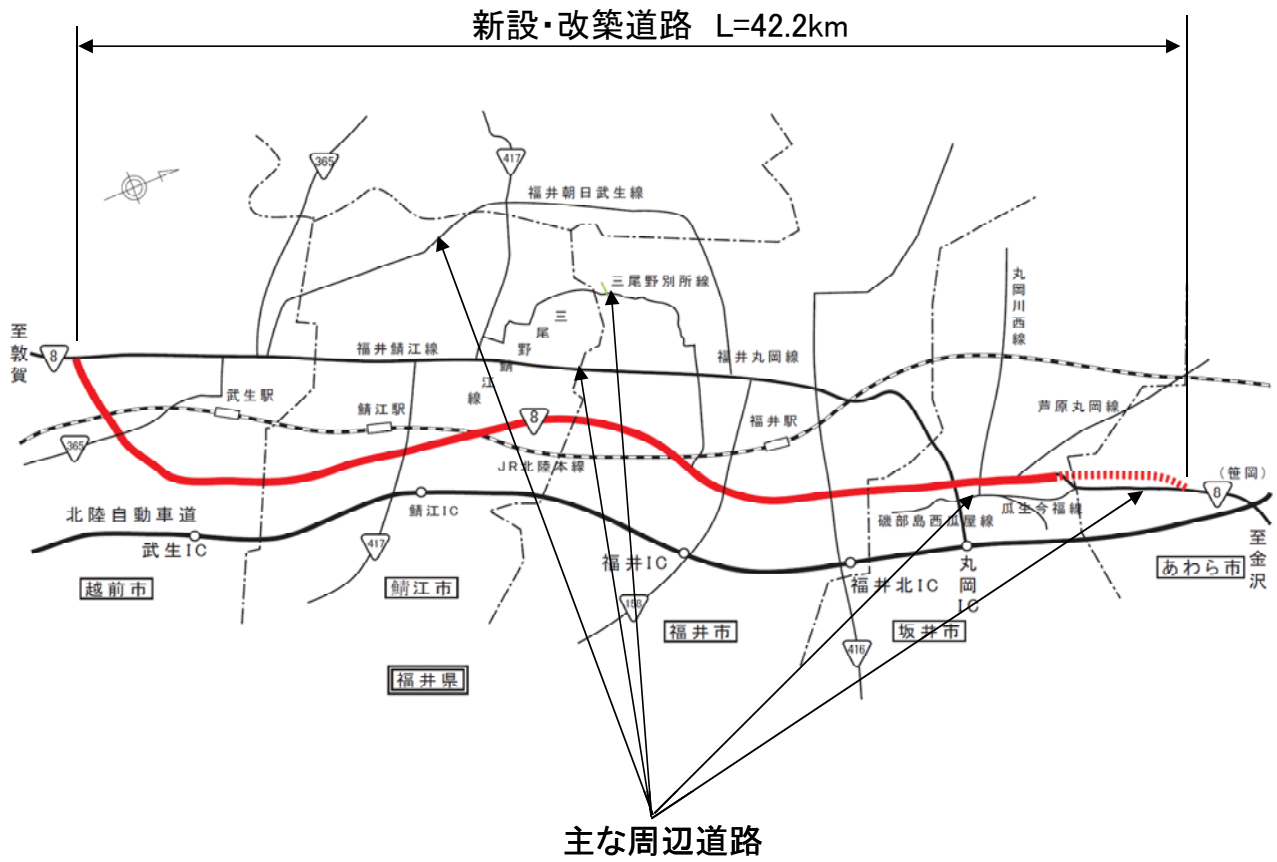 新設・改築道路 L=42.2km
365
417
福井朝日武生線
三尾野別所線
丸岡川西線
三尾野鯖江線
至敦賀
8
福井鯖江線
福井丸岡線
武生駅
鯖江駅
8
福井駅
芦原丸岡線
365
JR北陸本線
(笹岡)
8
北陸自動車道
武生IC
鯖江IC
417
磯部島西瓜屋線
瓜生今福線
至金沢
福井IC
福井北IC
丸岡IC
越前市
鯖江市
158
福井市
坂井市
あわら市
416
福井県
主な周辺道路